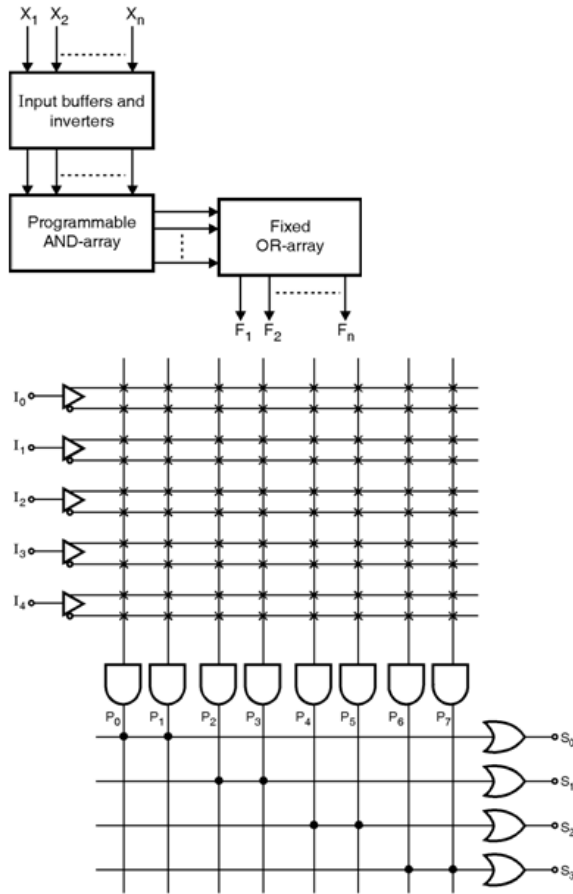 X1 X2 Xn
Input buffers and
inverters
Programmable
AND-array
Fixed
OR-array
F1 F2 Fn
I0
I1
I2
I3
I4
P0 P1 P2 P3 P4 P5 P6 P7
S0
S1
S2
S3